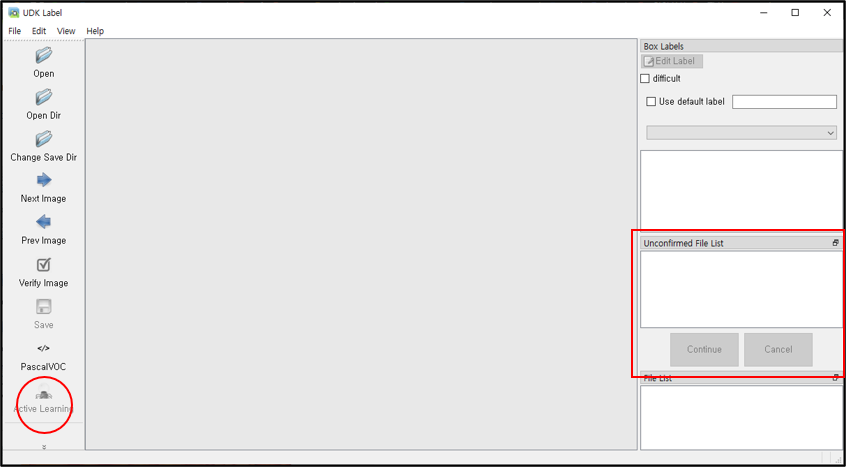 UDK Label
File Edit View Help
Open
Open Dir
Change Save Dir
Next Image
Prev Image
Verify Image
Save
</>
PascalVOC
Active Learning
Box Labels
Edit Label
difficult
Use default label
Unconfirmed File List
Continue Cancel
File List